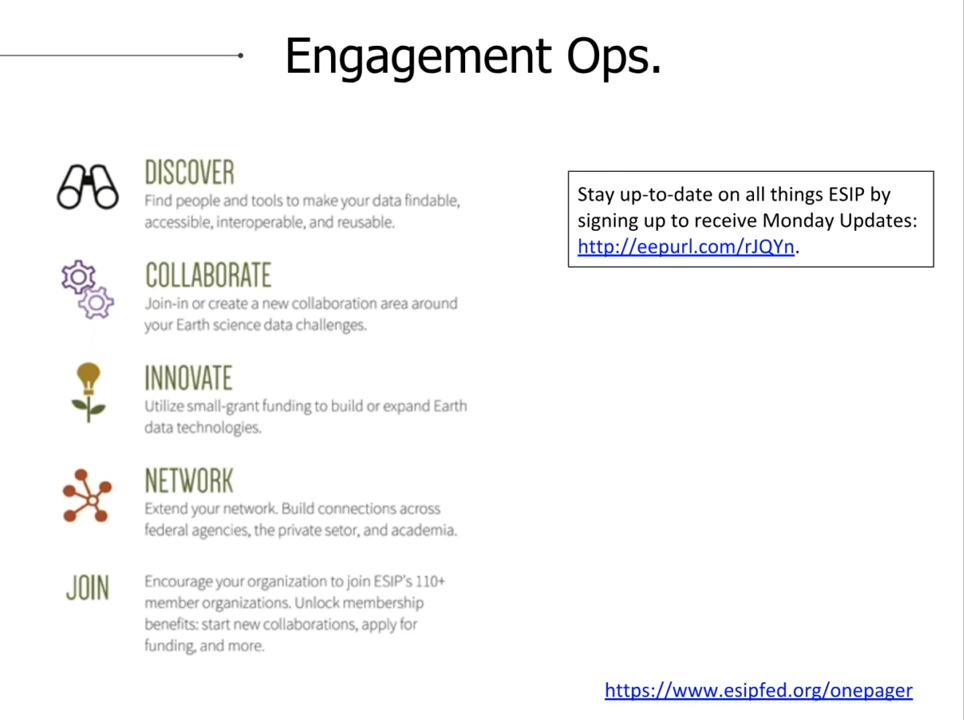 Engagement Ops.
DISCOVER
Find people and tools to make your data findable,
accessible, interoperable, and reusable.
COLLABORATE
Join-in or create a new collaboration area around
your Earth science data challenges.
INNOVATE
Utilize small-grant funding to build or expand Earth
data technologies.
NETWORK
Extend your network. Build connections across
federal agencies, the private setor, and academia.
JOIN
Encourage your organization to join ESIP's 110+
member organizations. Unlock membership
benefits: start new collaborations, apply for
funding, and more.
Stay up-to-date on all things ESIP by
signing up to receive Monday Updates:
http://eepurl.com/rJQYn.
https://www.esipfed.org/onepager